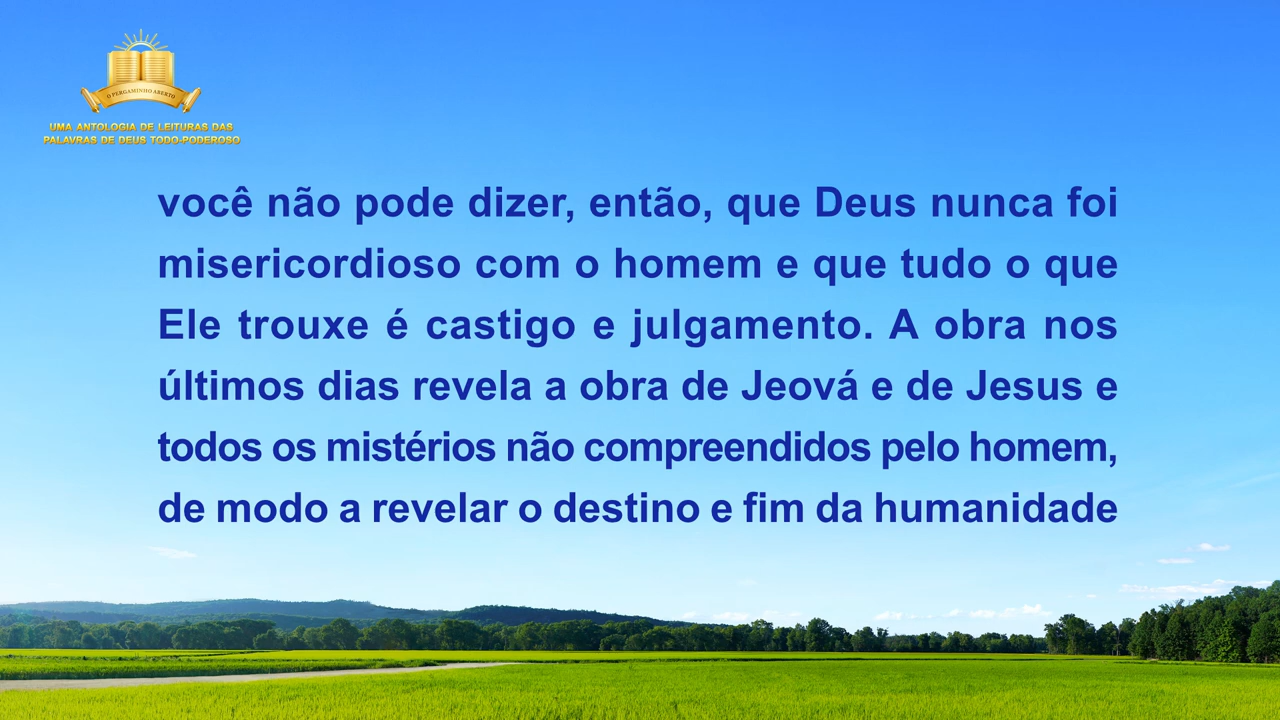 O PERGAMINHO ABERTO
UMA ANTOLOGIA DE LEITURAS DAS
PALAVRAS DE DEUS TODO-PODEROSO
você não pode dizer, então, que Deus nunca foi
misericordioso com o homem e que tudo o que
Ele trouxe é castigo e julgamento. A obra nos
últimos dias revela a obra de Jeová e de Jesus e
todos os mistérios não compreendidos pelo homem,
de modo a revelar o destino e fim da humanidade